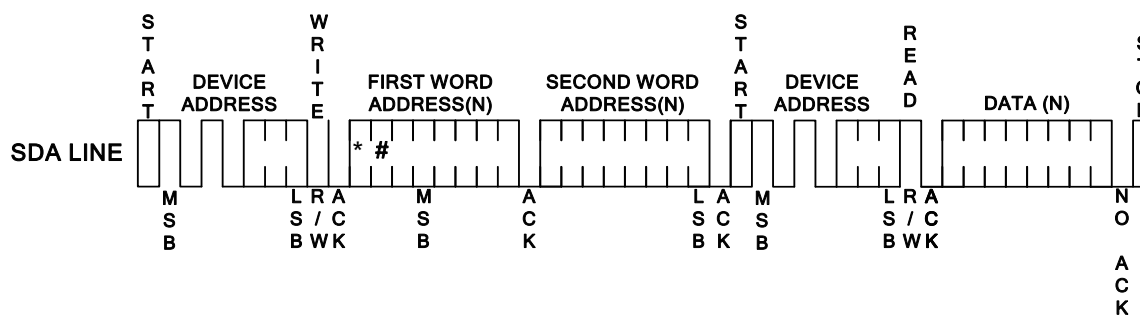 START
WRITE
START
READ
DEVICE
ADDRESS
FIRST WORD
ADDRESS(N)
SECOND WORD
ADDRESS(N)
DEVICE
ADDRESS
DATA (N)
SDA LINE
* #
MSB
LSB
R/W
ACK
MSB
ACK
LSB
ACK
MSB
LSB
R/W
ACK
NO ACK